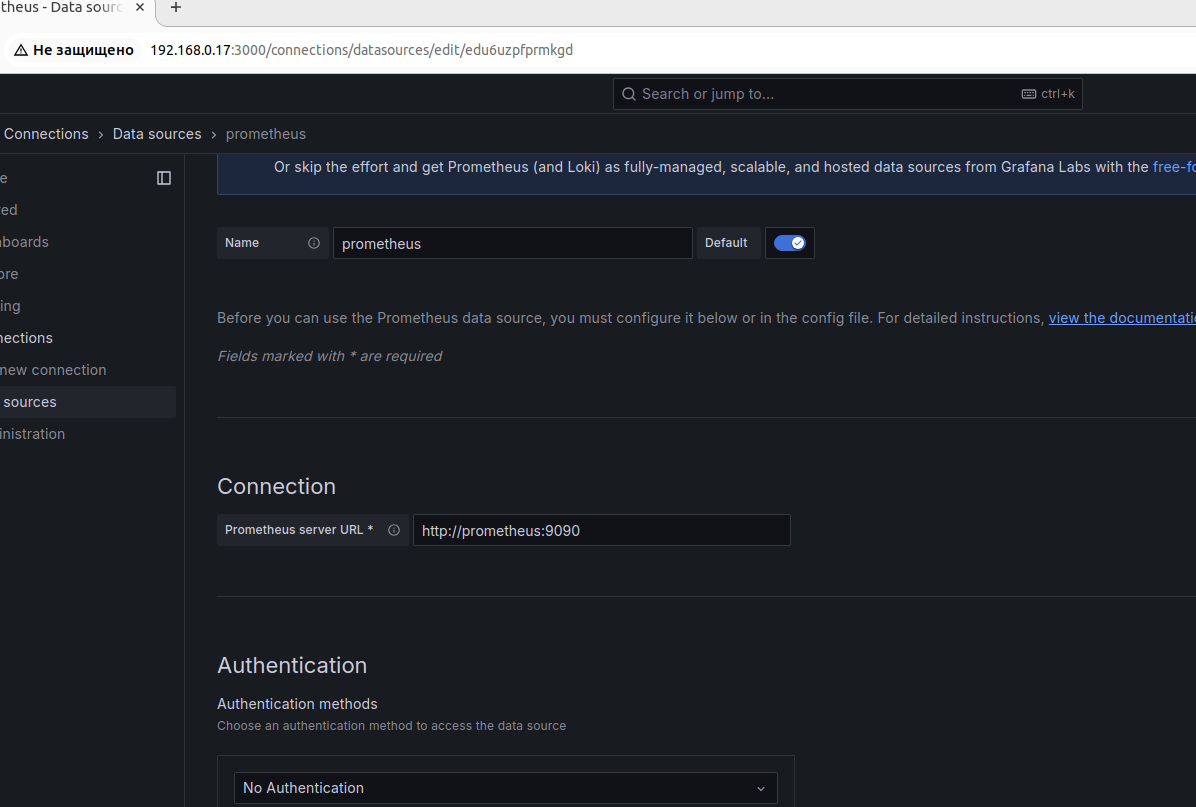 theus - Data sourc
Не защищено 192.168.0.17:3000/connections/datasources/edit/edu6uzpfprmkgd
Search or jump to... ctrl+k
Connections › Data sources › prometheus
e
red
boards
ore
ing
nections
new connection
sources
inistration
Or skip the effort and get Prometheus (and Loki) as fully-managed, scalable, and hosted data sources from Grafana Labs with the free-fo
Name prometheus Default
Before you can use the Prometheus data source, you must configure it below or in the config file. For detailed instructions, view the documentati
Fields marked with * are required
Connection
Prometheus server URL * http://prometheus:9090
Authentication
Authentication methods
Choose an authentication method to access the data source
No Authentication